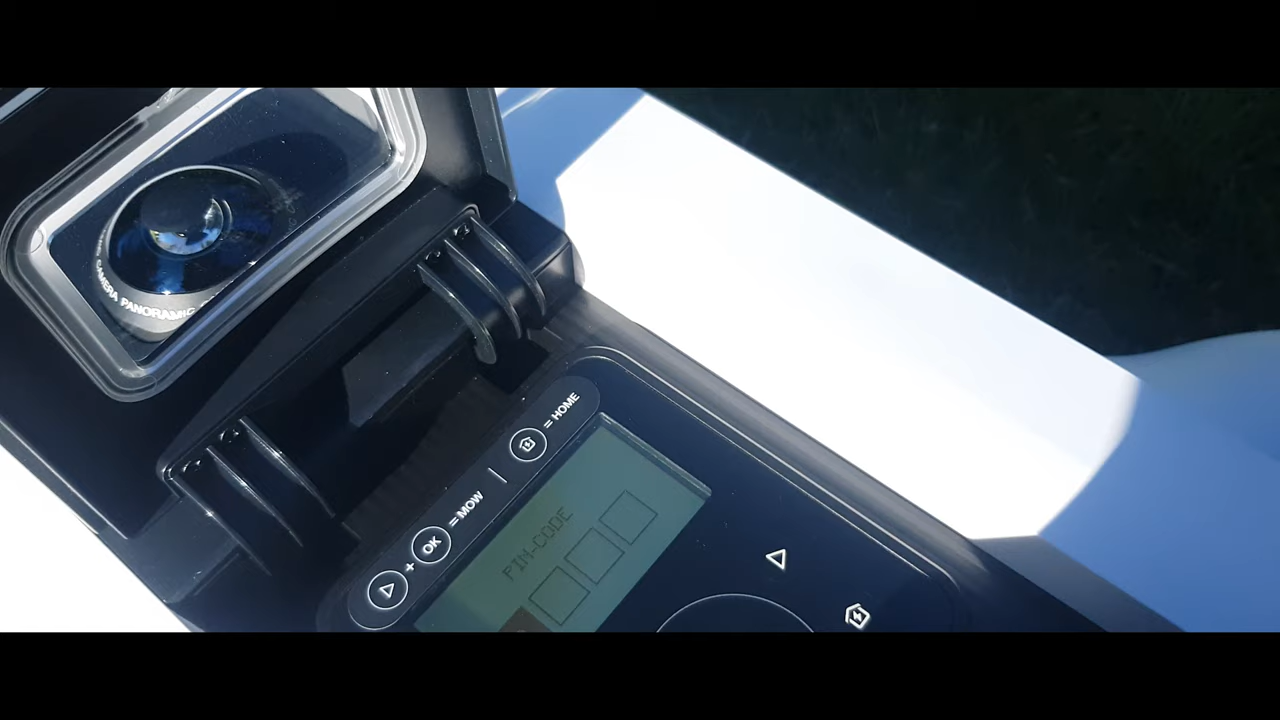 CAMERA PANORAMIC
= HOME
OK = MOW
+
|
PIN-CODE